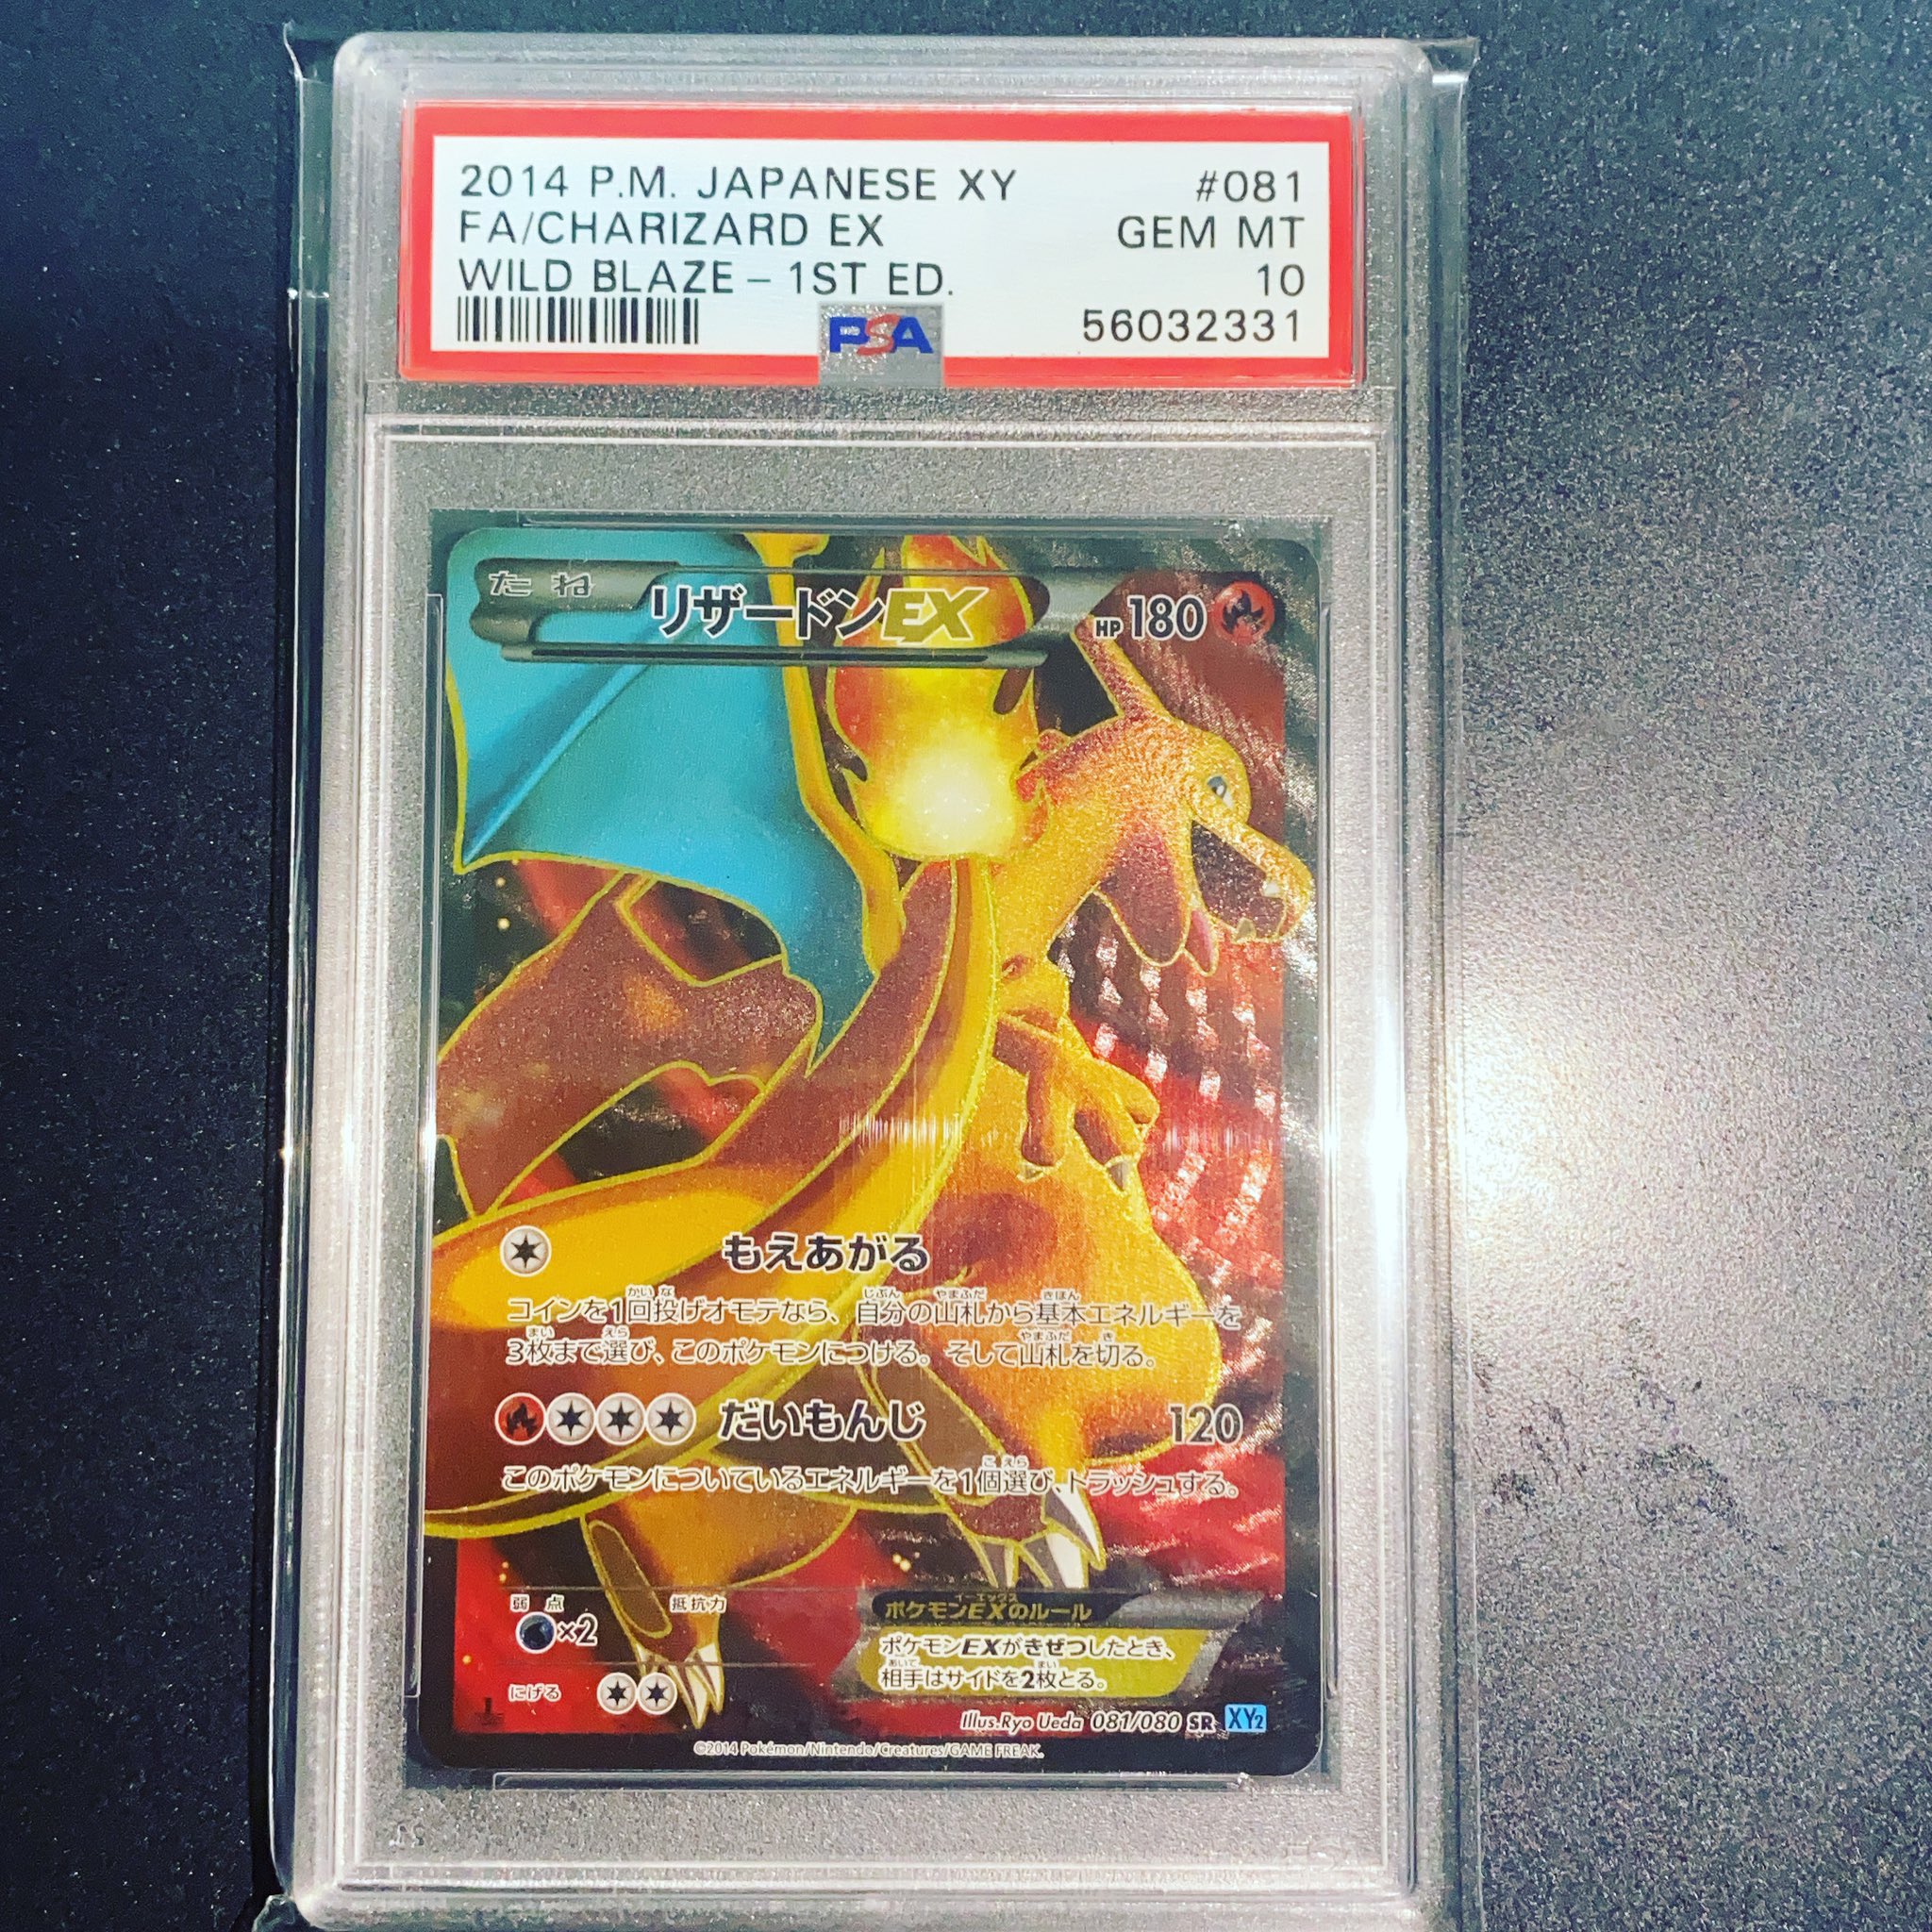 2014 P.M. JAPANESE XY #081
FA/CHARIZARD EX GEM MT
WILD BLAZE – 1ST ED. 10
PSA 56032331
たね リザードンEX HP180
もえあがる
コインを1回投げオモテなら、自分の山札から基本エネルギーを
3枚まで選び、このポケモンにつける。そして山札を切る。
だいもんじ 120
このポケモンについているエネルギーを1個選び、トラッシュする。
弱点 抵抗力
×2
にげる
ポケモンEXのルール
ポケモンEXがきぜつしたとき、
相手はサイドを2枚とる。
Illus.Ryo Ueda 081/080 SR XY2
©2014 Pokémon/Nintendo/Creatures/GAME FREAK.